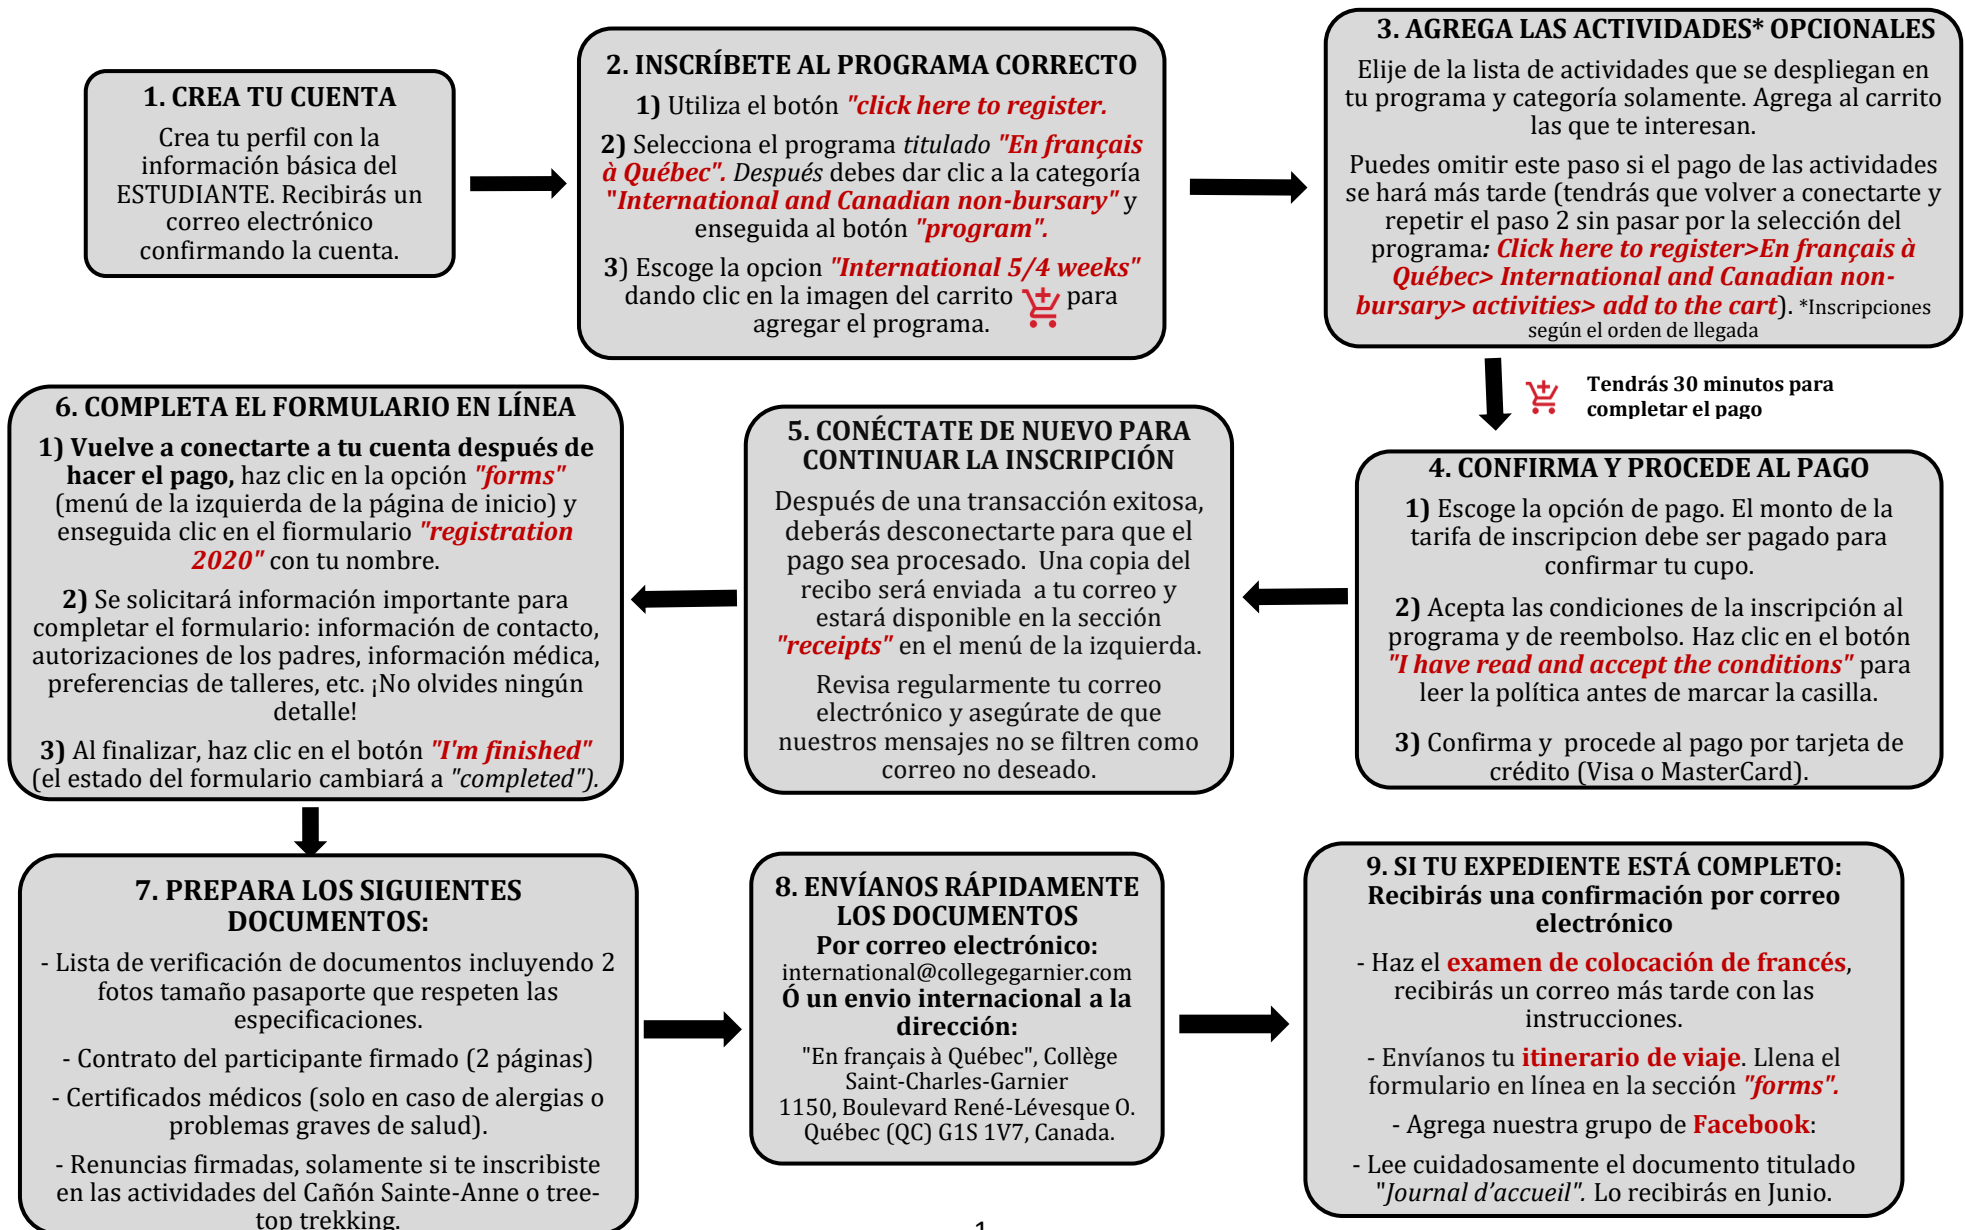 1. CREA TU CUENTA
Crea tu perfil con la
información básica del
ESTUDIANTE. Recibirás un
correo electrónico
confirmando la cuenta.
2. INSCRÍBETE AL PROGRAMA CORRECTO
1) Utiliza el botón "click here to register.
2) Selecciona el programa titulado "En français
à Québec". Después debes dar clic a la categoría
"International and Canadian non-bursary" y
enseguida al botón "program".
3) Escoge la opcion "International 5/4 weeks"
dando clic en la imagen del carrito para
agregar el programa.
3. AGREGA LAS ACTIVIDADES* OPCIONALES
Elije de la lista de actividades que se despliegan en
tu programa y categoría solamente. Agrega al carrito
las que te interesan.
Puedes omitir este paso si el pago de las actividades
se hará más tarde (tendrás que volver a conectarte y
repetir el paso 2 sin pasar por la selección del
programa: Click here to register>En français à
Québec> International and Canadian non-
bursary> activities> add to the cart). *Inscripciones
según el orden de llegada
Tendrás 30 minutos para
completar el pago
4. CONFIRMA Y PROCEDE AL PAGO
1) Escoge la opción de pago. El monto de la
tarifa de inscripcion debe ser pagado para
confirmar tu cupo.
2) Acepta las condiciones de la inscripción al
programa y de reembolso. Haz clic en el botón
"I have read and accept the conditions" para
leer la política antes de marcar la casilla.
3) Confirma y procede al pago por tarjeta de
crédito (Visa o MasterCard).
5. CONÉCTATE DE NUEVO PARA
CONTINUAR LA INSCRIPCIÓN
Después de una transacción exitosa,
deberás desconectarte para que el
pago sea procesado. Una copia del
recibo será enviada a tu correo y
estará disponible en la sección
"receipts" en el menú de la izquierda.
Revisa regularmente tu correo
electrónico y asegúrate de que
nuestros mensajes no se filtren como
correo no deseado.
6. COMPLETA EL FORMULARIO EN LÍNEA
1) Vuelve a conectarte a tu cuenta después de
hacer el pago, haz clic en la opción "forms"
(menú de la izquierda de la página de inicio) y
enseguida clic en el fiormulario "registration
2020" con tu nombre.
2) Se solicitará información importante para
completar el formulario: información de contacto,
autorizaciones de los padres, información médica,
preferencias de talleres, etc. ¡No olvides ningún
detalle!
3) Al finalizar, haz clic en el botón "I'm finished"
(el estado del formulario cambiará a "completed").
7. PREPARA LOS SIGUIENTES
DOCUMENTOS:
- Lista de verificación de documentos incluyendo 2
fotos tamaño pasaporte que respeten las
especificaciones.
- Contrato del participante firmado (2 páginas)
- Certificados médicos (solo en caso de alergias o
problemas graves de salud).
- Renuncias firmadas, solamente si te inscribiste
en las actividades del Cañón Sainte-Anne o tree-
top trekking.
8. ENVÍANOS RÁPIDAMENTE
LOS DOCUMENTOS
Por correo electrónico:
international@collegegarnier.com
Ó un envio internacional a la
dirección:
"En français à Québec", Collège
Saint-Charles-Garnier
1150, Boulevard René-Lévesque O.
Québec (QC) G1S 1V7, Canada.
9. SI TU EXPEDIENTE ESTÁ COMPLETO:
Recibirás una confirmación por correo
electrónico
- Haz el examen de colocación de francés,
recibirás un correo más tarde con las
instrucciones.
- Envíanos tu itinerario de viaje. Llena el
formulario en línea en la sección "forms".
- Agrega nuestra grupo de Facebook:
- Lee cuidadosamente el documento titulado
"Journal d'accueil". Lo recibirás en Junio.
1